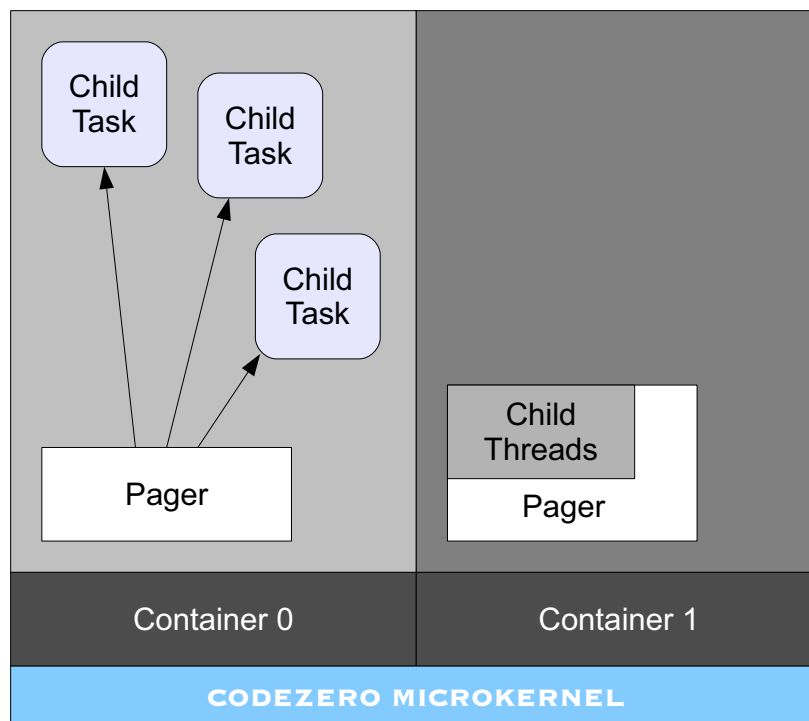 Child
Task
Child
Task
Child
Task
Pager
Child
Threads
Pager
Container 0
Container 1
CODEZERO MICROKERNEL